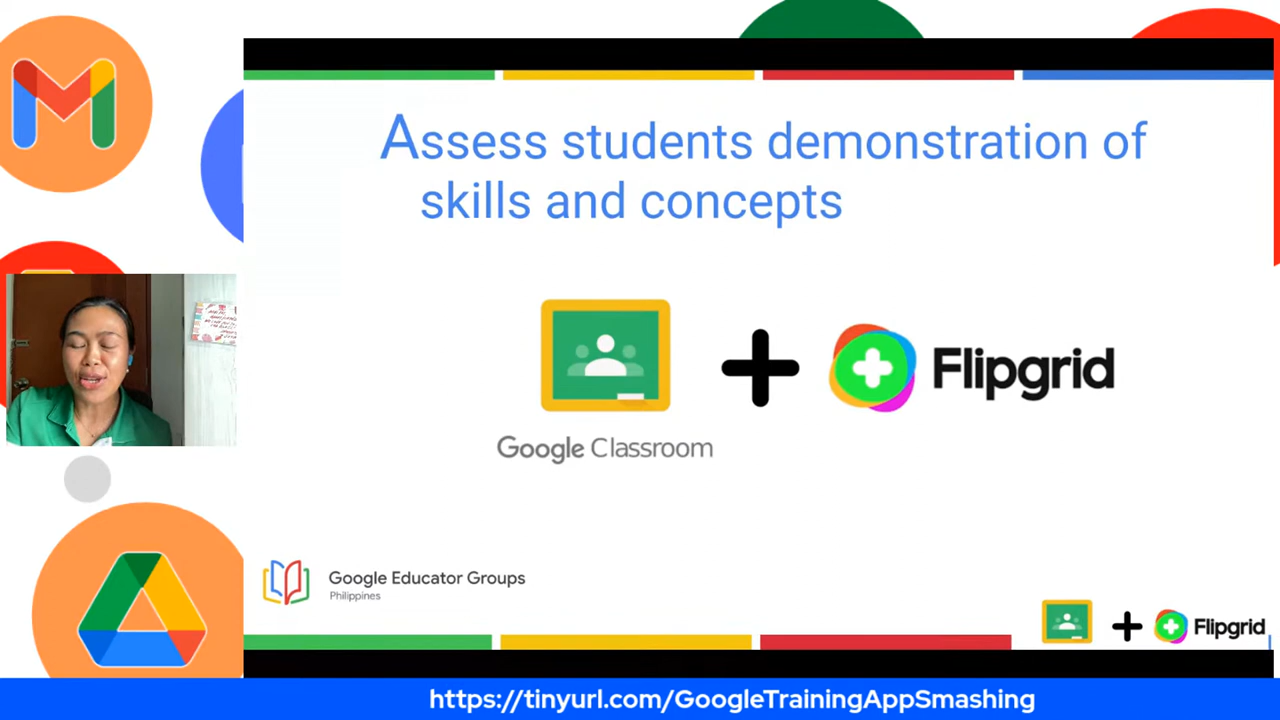 Assess students demonstration of
skills and concepts
Google Classroom
Flipgrid
Google Educator Groups
Philippines
Flipgrid
https://tinyurl.com/GoogleTrainingAppSmashing